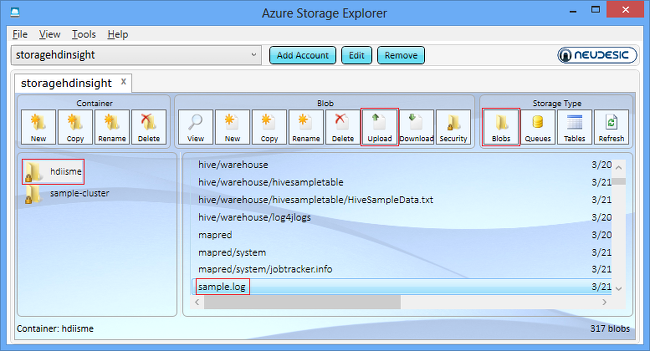 Azure Storage Explorer
File View Tools Help
storagehdinsight
Add Account Edit Remove
NEUDESIC
storagehdinsight x
Container Blob Storage Type
New Copy Rename Delete View New Copy Rename Delete Upload Download Security Blobs Queues Tables Refresh
hdiisme
sample-cluster
hive/warehouse 3/20
hive/warehouse/hivesampletable 3/21
hive/warehouse/hivesampletable/HiveSampleData.txt 3/21
hive/warehouse/log4jlogs 3/20
mapred 3/20
mapred/system 3/21
mapred/system/jobtracker.info 3/21
sample.log 3/21
Container: hdiisme 317 blobs